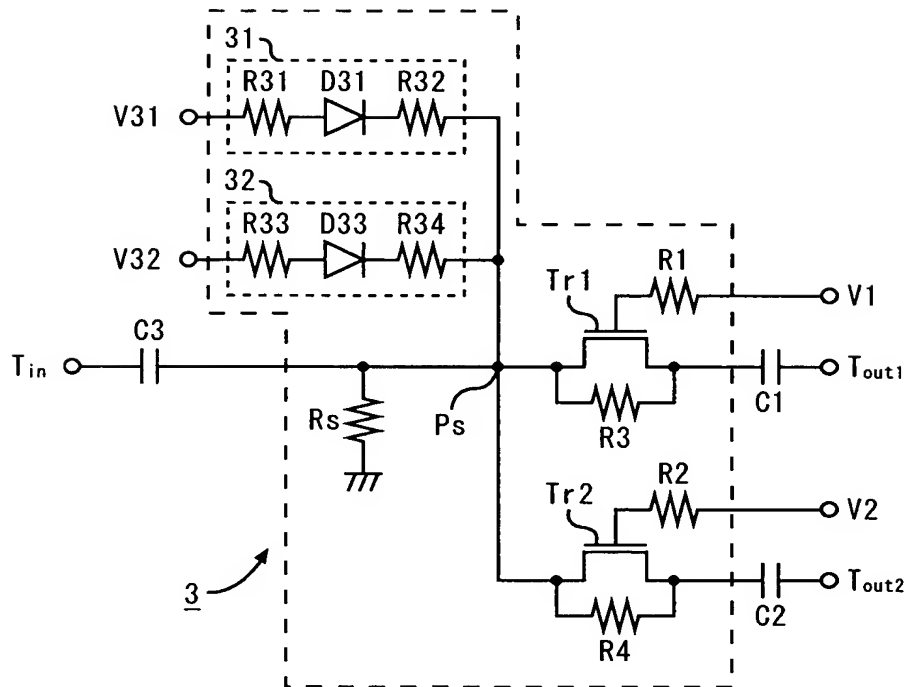 31
R31 D31 R32
V31
32
R33 D33 R34
V32
R1
Tr1
V1
C3
Tin
Tout1
C1
Rs
Ps
R3
R2
Tr2
V2
3
Tout2
C2
R4